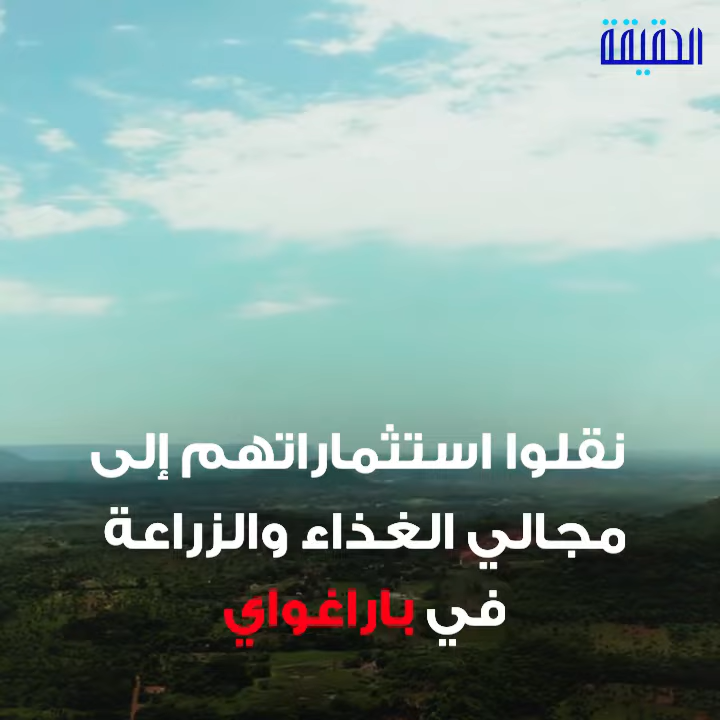 الحقيقة
نقلوا استثماراتهم إلى
مجالي الغذاء والزراعة
في باراغواي